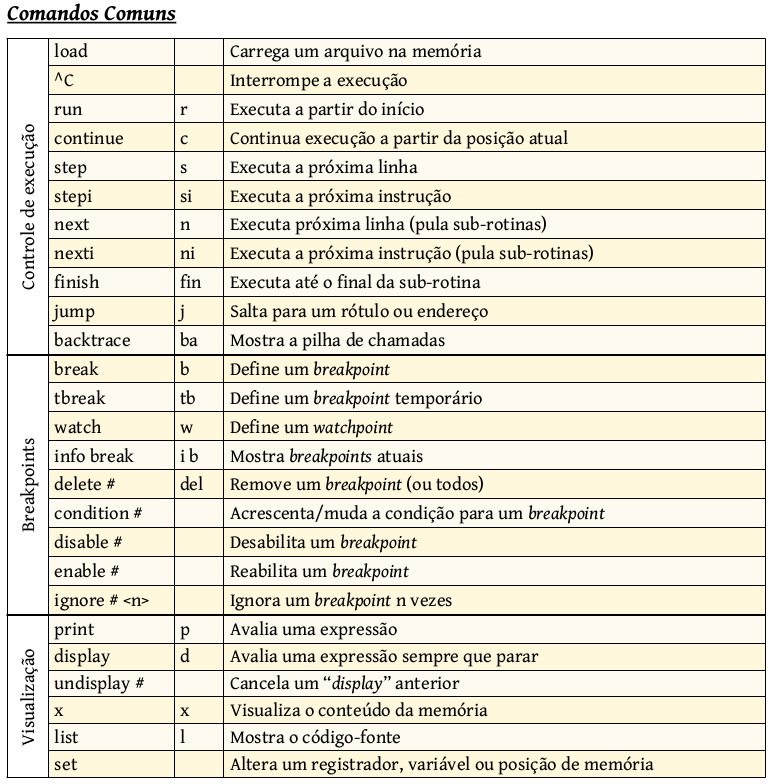 Comandos Comuns
Controle de execução
load Carrega um arquivo na memória
^C Interrompe a execução
run r Executa a partir do início
continue c Continua execução a partir da posição atual
step s Executa a próxima linha
stepi si Executa a próxima instrução
next n Executa próxima linha (pula sub-rotinas)
nexti ni Executa a próxima instrução (pula sub-rotinas)
finish fin Executa até o final da sub-rotina
jump j Salta para um rótulo ou endereço
backtrace ba Mostra a pilha de chamadas
Breakpoints
break b Define um breakpoint
tbreak tb Define um breakpoint temporário
watch w Define um watchpoint
info break i b Mostra breakpoints atuais
delete # del Remove um breakpoint (ou todos)
condition # Acrescenta/muda a condição para um breakpoint
disable # Desabilita um breakpoint
enable # Reabilita um breakpoint
ignore # <n> Ignora um breakpoint n vezes
Visualização
print p Avalia uma expressão
display d Avalia uma expressão sempre que parar
undisplay # Cancela um “display” anterior
x x Visualiza o conteúdo da memória
list l Mostra o código-fonte
set Altera um registrador, variável ou posição de memória